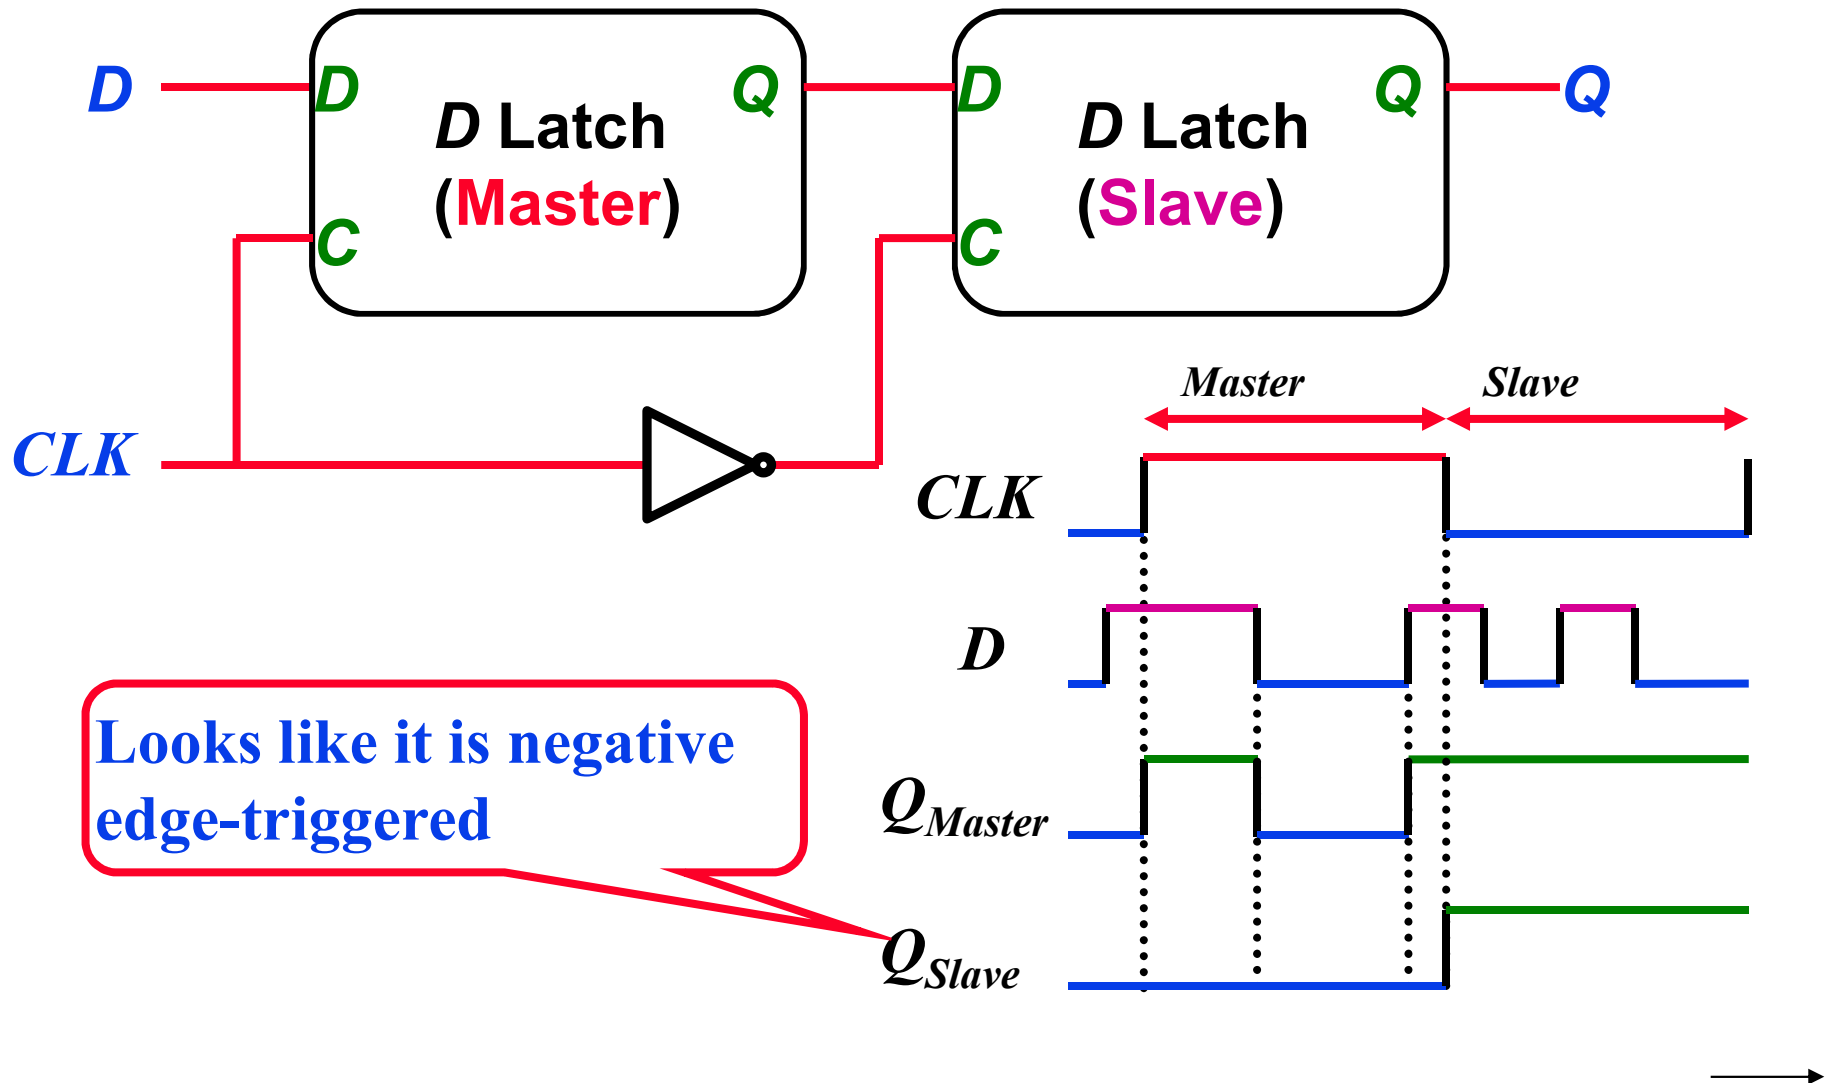 D
D
Q
D
Q
Q
D Latch
(Master)
D Latch
(Slave)
C
C
Master
Slave
CLK
CLK
D
Looks like it is negative
edge-triggered
QMaster
QSlave